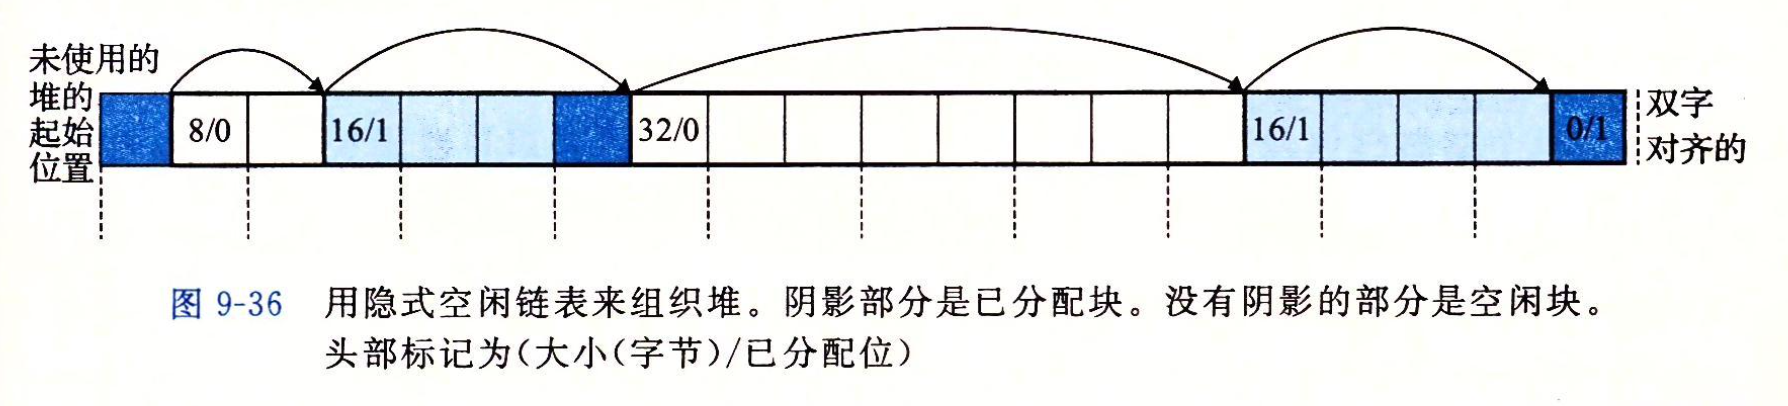 未使用的
堆的
起始
位置
8/0
16/1
32/0
16/1
0/1
双字
对齐的
图 9-36 用隐式空闲链表来组织堆。阴影部分是已分配块。没有阴影的部分是空闲块。
头部标记为(大小(字节)/已分配位)